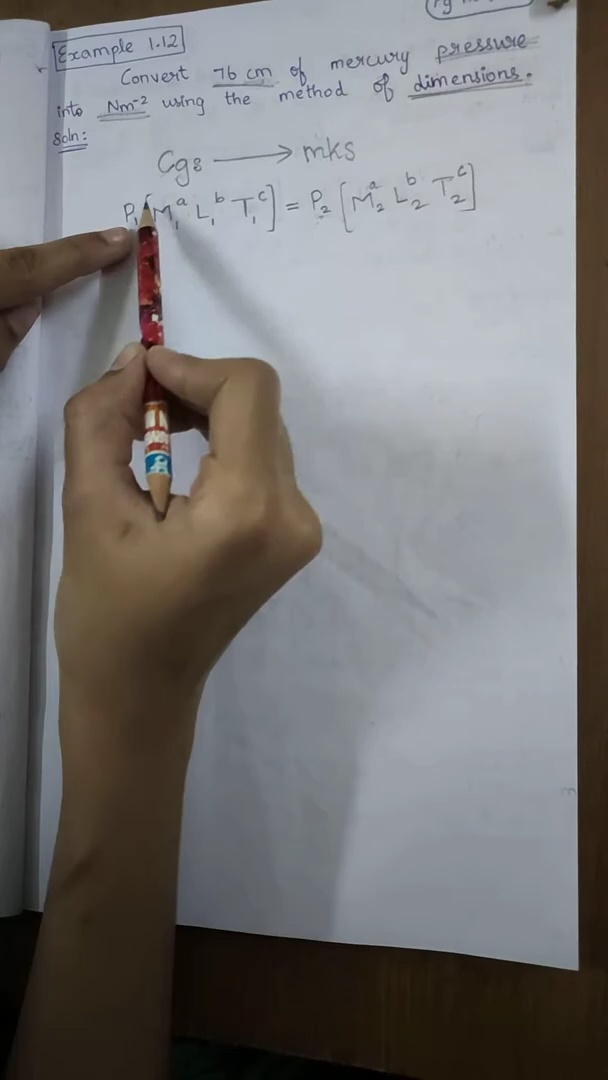 Example 1.12
Convert 76 cm of mercury pressure
into Nm⁻² using the method of dimensions.
Soln:
Cgs → mks
P₁[M₁ᵃ L₁ᵇ T₁ᶜ] = P₂ [M₂ᵃ L₂ᵇ T₂ᶜ]